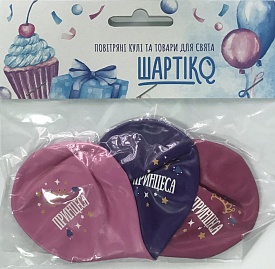 ПОВІТРЯНІ КУЛІ ТА ТОВАРИ ДЛЯ СВЯТА
ШАРТІКО
ПРИНЦЕСА
ПРИНЦЕСА
ПРИНЦЕСА